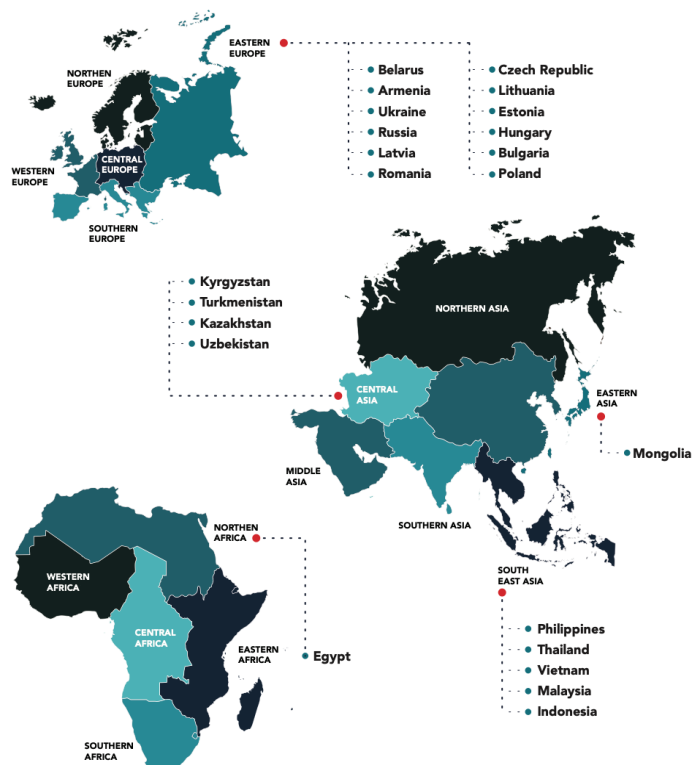 EASTERN
EUROPE
NORTHEN
EUROPE
CENTRAL
EUROPE
WESTERN
EUROPE
SOUTHERN
EUROPE
Belarus
Armenia
Ukraine
Russia
Latvia
Romania
Czech Republic
Lithuania
Estonia
Hungary
Bulgaria
Poland
Kyrgyzstan
Turkmenistan
Kazakhstan
Uzbekistan
NORTHERN ASIA
CENTRAL
ASIA
EASTERN
ASIA
Mongolia
MIDDLE
ASIA
SOUTHERN ASIA
SOUTH
EAST ASIA
Philippines
Thailand
Vietnam
Malaysia
Indonesia
NORTHEN
AFRICA
WESTERN
AFRICA
CENTRAL
AFRICA
EASTERN
AFRICA
Egypt
SOUTHERN
AFRICA